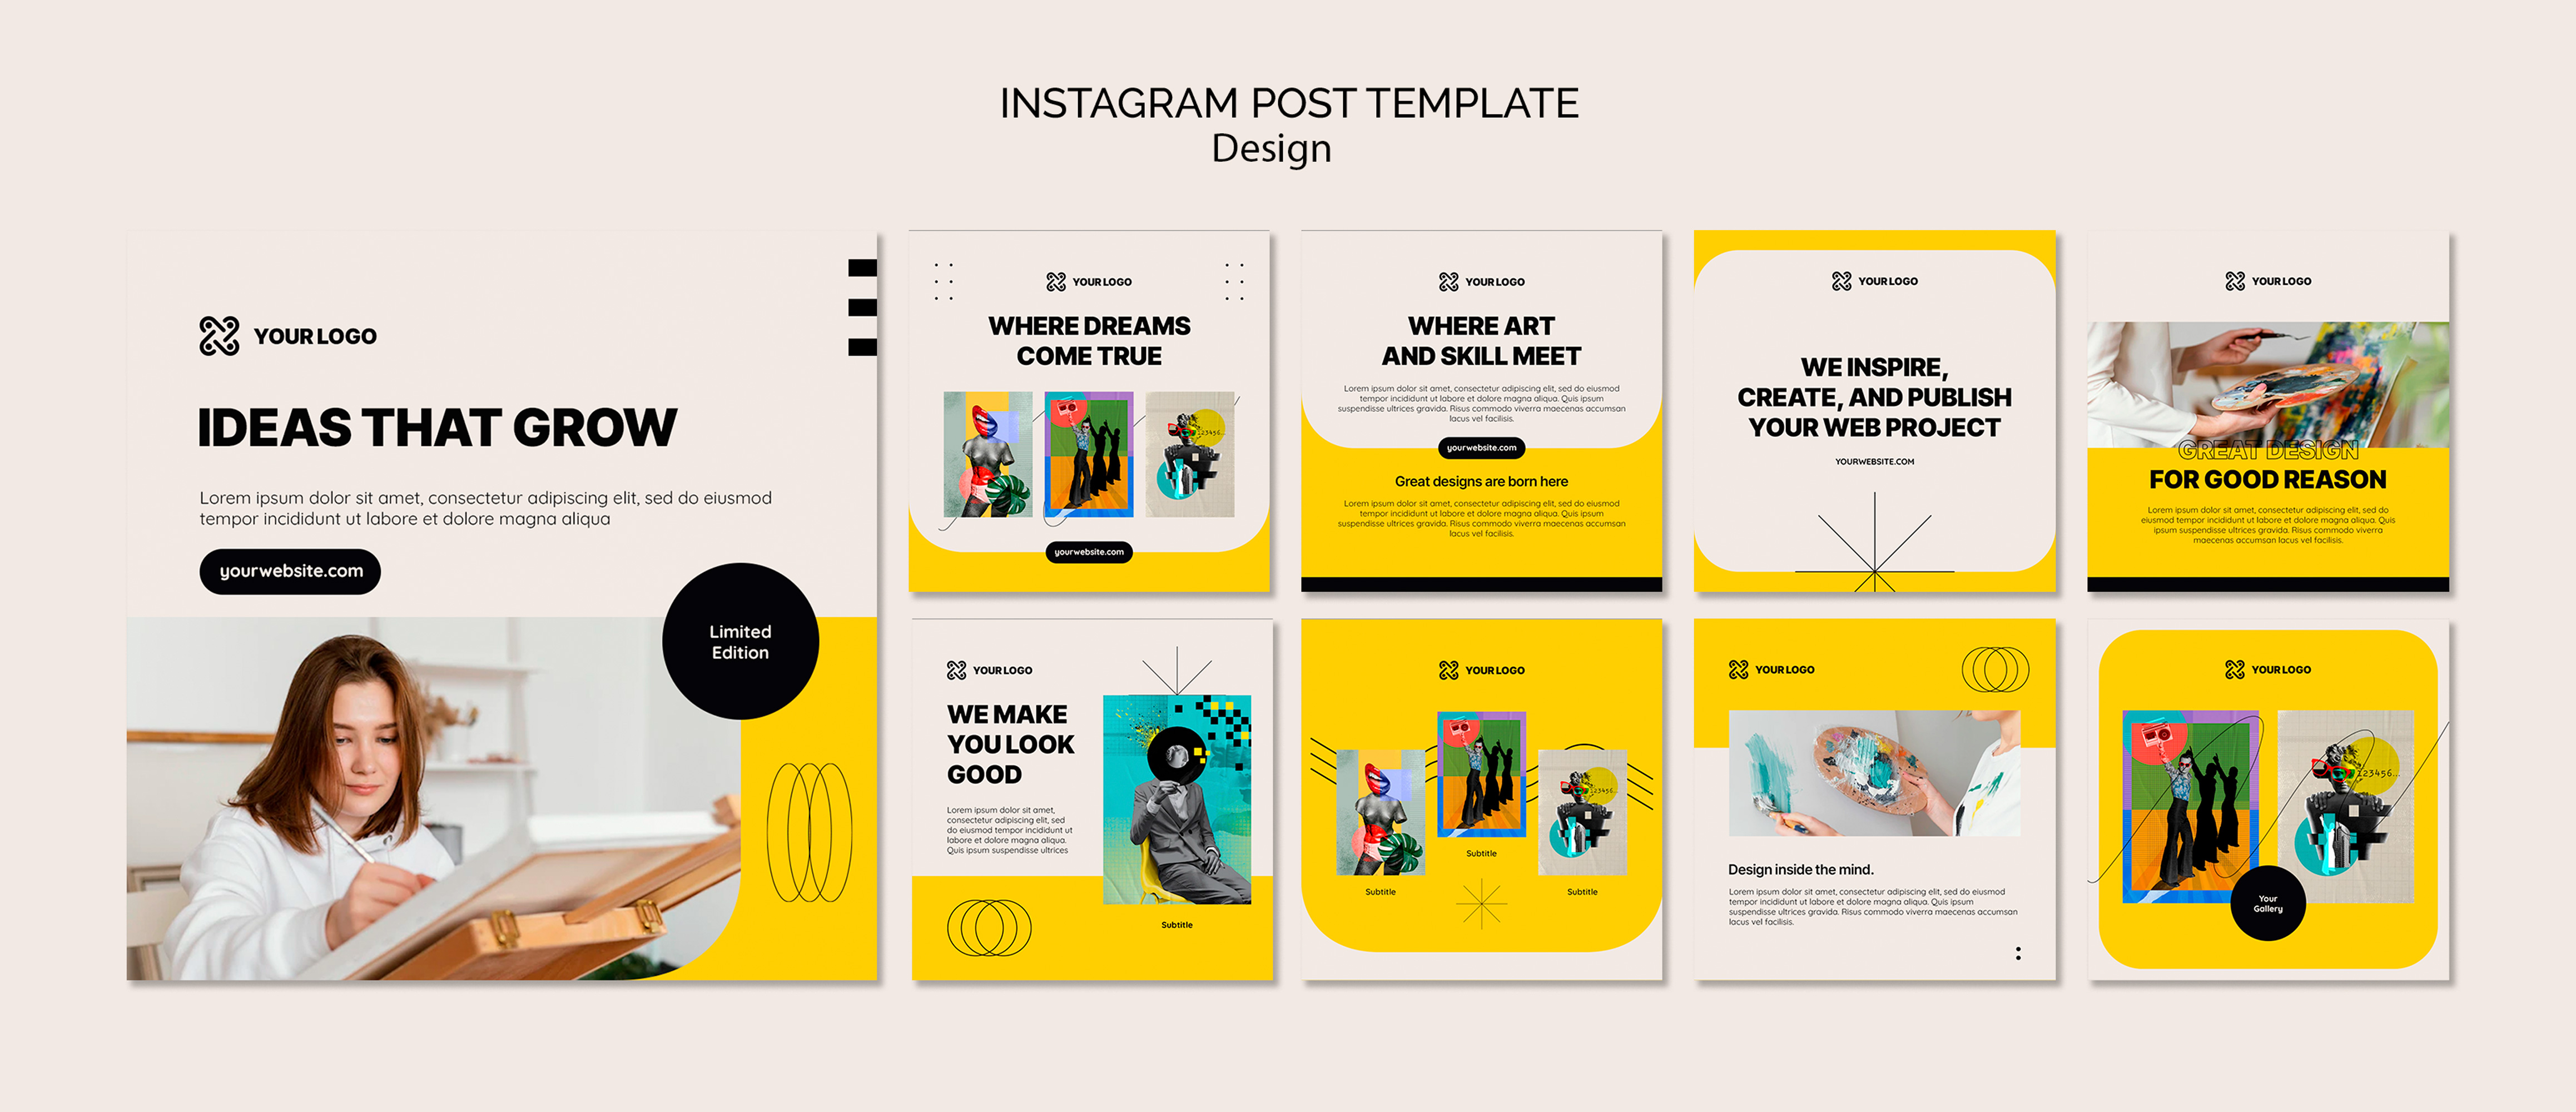 INSTAGRAM POST TEMPLATE
Design
YOUR LOGO
IDEAS THAT GROW
Lorem ipsum dolor sit amet, consectetur adipiscing elit, sed do eiusmod
tempor incididunt ut labore et dolore magna aliqua
yourwebsite.com
Limited
Edition
YOUR LOGO
WHERE DREAMS
COME TRUE
123456...
yourwebsite.com
YOUR LOGO
WHERE ART
AND SKILL MEET
Lorem ipsum dolor sit amet, consectetur adipiscing elit, sed do eiusmod
tempor incididunt ut labore et dolore magna aliqua. Quis ipsum
suspendisse ultrices gravida. Risus commodo viverra maecenas accumsan
lacus vel facilisis.
yourwebsite.com
Great designs are born here
Lorem ipsum dolor sit amet, consectetur adipiscing elit, sed do eiusmod
tempor incididunt ut labore et dolore magna aliqua. Quis ipsum
suspendisse ultrices gravida. Risus commodo viverra maecenas accumsan
lacus vel facilisis.
YOUR LOGO
WE INSPIRE,
CREATE, AND PUBLISH
YOUR WEB PROJECT
YOURWEBSITE.COM
YOUR LOGO
GREAT DESIGN
FOR GOOD REASON
Lorem ipsum dolor sit amet, consectetur adipiscing elit, sed do
eiusmod tempor incididunt ut labore et dolore magna aliqua. Quis
ipsum suspendisse ultrices gravida. Risus commodo viverra
maecenas accumsan lacus vel facilisis.
YOUR LOGO
WE MAKE
YOU LOOK
GOOD
Lorem ipsum dolor sit amet,
consectetur adipiscing elit, sed
do eiusmod tempor incididunt ut
labore et dolore magna aliqua.
Quis ipsum suspendisse ultrices
Subtitle
YOUR LOGO
123456...
Subtitle
Subtitle
Subtitle
YOUR LOGO
Design inside the mind.
Lorem ipsum dolor sit amet, consectetur adipiscing elit, sed do eiusmod
tempor incididunt ut labore et dolore magna aliqua. Quis ipsum
suspendisse ultrices gravida. Risus commodo viverra maecenas accumsan
lacus vel facilisis.
YOUR LOGO
123456...
Your
Gallery